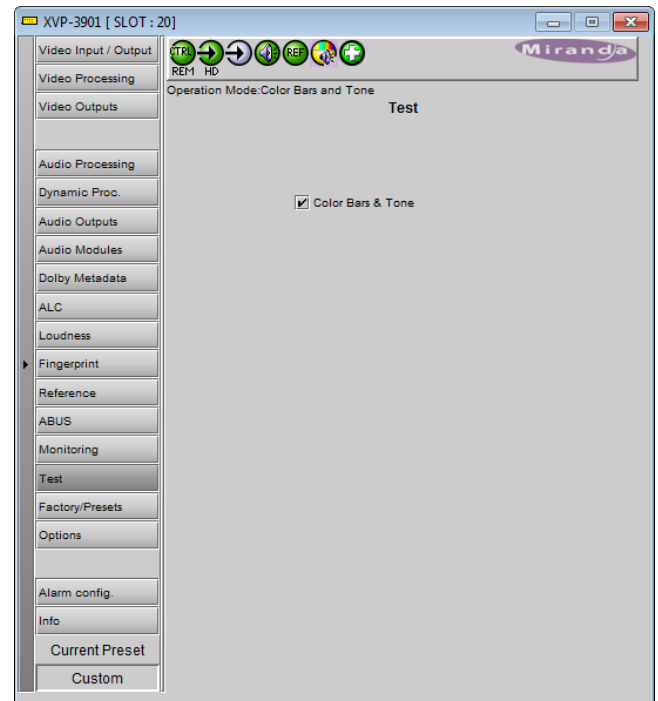 XVP-3901 [ SLOT : 20]
Video Input / Output
Video Processing
Video Outputs
Audio Processing
Dynamic Proc.
Audio Outputs
Audio Modules
Dolby Metadata
ALC
Loudness
Fingerprint
Reference
ABUS
Monitoring
Test
Factory/Presets
Options
Alarm config.
Info
Current Preset
Custom
CTRL
REF
REM HD
Miranda
Operation Mode:Color Bars and Tone
Test
Color Bars & Tone